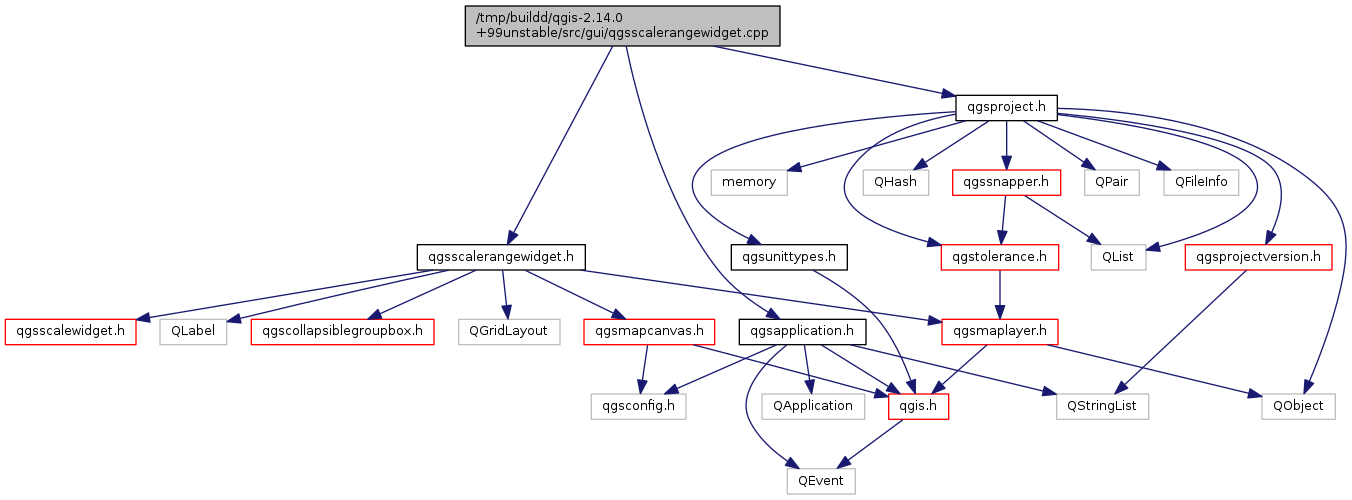 /tmp/buildd/qgis-2.14.0
+99unstable/src/gui/qgsscalerangewidget.cpp
qgsproject.h
memory
QHash
qgssnapper.h
QPair
QFileInfo
qgsscalerangewidget.h
qgsunittypes.h
qgstolerance.h
QList
qgsprojectversion.h
qgsscalewidget.h
QLabel
qgscollapsiblegroupbox.h
QGridLayout
qgsmapcanvas.h
qgsapplication.h
qgsmaplayer.h
qgsconfig.h
QApplication
qgis.h
QStringList
QObject
QEvent